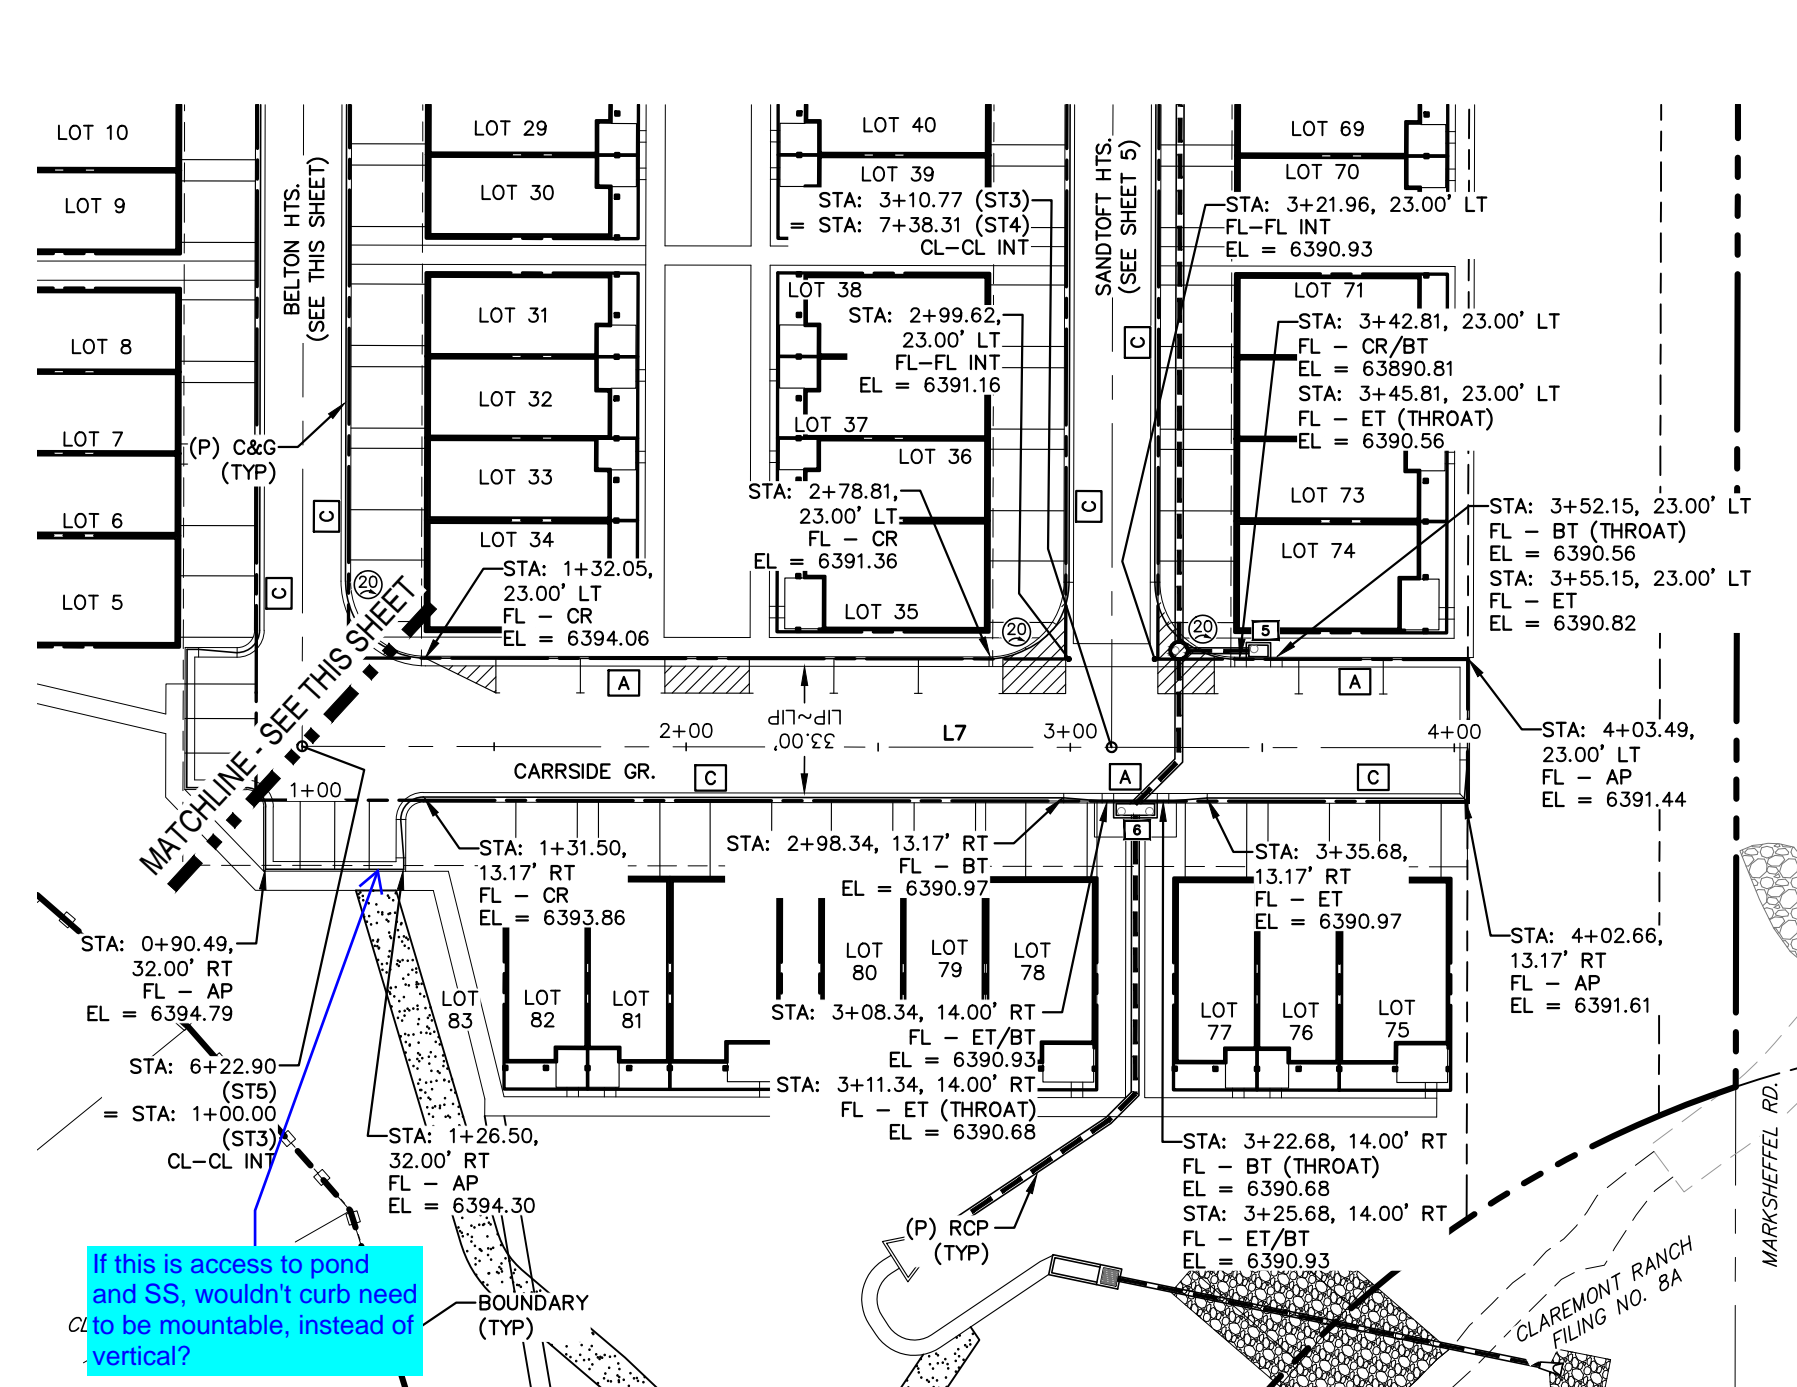 LOT 10
LOT 9
LOT 8
LOT 7
LOT 6
LOT 5
BELTON HTS.
(SEE THIS SHEET)
(P) C&G
(TYP)
C
C
20
LOT 29
LOT 30
LOT 31
LOT 32
LOT 33
LOT 34
STA: 1+32.05,
23.00' LT
FL – CR
EL = 6394.06
LOT 40
LOT 39
STA: 3+10.77 (ST3)
= STA: 7+38.31 (ST4)
CL–CL INT
LOT 38
STA: 2+99.62,
23.00' LT
FL–FL INT
EL = 6391.16
LOT 37
LOT 36
STA: 2+78.81,
23.00' LT
FL – CR
EL = 6391.36
LOT 35
20
SANDTOFT HTS.
(SEE SHEET 5)
C
C
LOT 69
LOT 70
STA: 3+21.96, 23.00' LT
FL–FL INT
EL = 6390.93
LOT 71
STA: 3+42.81, 23.00' LT
FL – CR/BT
EL = 63890.81
STA: 3+45.81, 23.00' LT
FL – ET (THROAT)
EL = 6390.56
LOT 73
LOT 74
STA: 3+52.15, 23.00' LT
FL – BT (THROAT)
EL = 6390.56
STA: 3+55.15, 23.00' LT
FL – ET
EL = 6390.82
20
5
MATCHLINE - SEE THIS SHEET
A
A
33.00'
LIP~LIP
1+00
2+00
L7
3+00
4+00
CARRSIDE GR.
C
A
C
6
STA: 4+03.49,
23.00' LT
FL – AP
EL = 6391.44
STA: 1+31.50,
13.17' RT
FL – CR
EL = 6393.86
STA: 2+98.34, 13.17' RT
FL – BT
EL = 6390.97
STA: 3+35.68,
13.17' RT
FL – ET
EL = 6390.97
STA: 4+02.66,
13.17' RT
FL – AP
EL = 6391.61
STA: 0+90.49,
32.00' RT
FL – AP
EL = 6394.79
LOT
83
LOT
82
LOT
81
LOT
80
LOT
79
LOT
78
LOT
77
LOT
76
LOT
75
STA: 3+08.34, 14.00' RT
FL – ET/BT
EL = 6390.93
STA: 3+11.34, 14.00' RT
FL – ET (THROAT)
EL = 6390.68
STA: 6+22.90
(ST5)
= STA: 1+00.00
(ST3)
CL–CL INT
STA: 1+26.50,
32.00' RT
FL – AP
EL = 6394.30
STA: 3+22.68, 14.00' RT
FL – BT (THROAT)
EL = 6390.68
STA: 3+25.68, 14.00' RT
FL – ET/BT
EL = 6390.93
(P) RCP
(TYP)
BOUNDARY
(TYP)
If this is access to pond
and SS, wouldn't curb need
to be mountable, instead of
vertical?
CLAREMONT RANCH
FILING NO. 8A
MARKSHEFFEL RD.